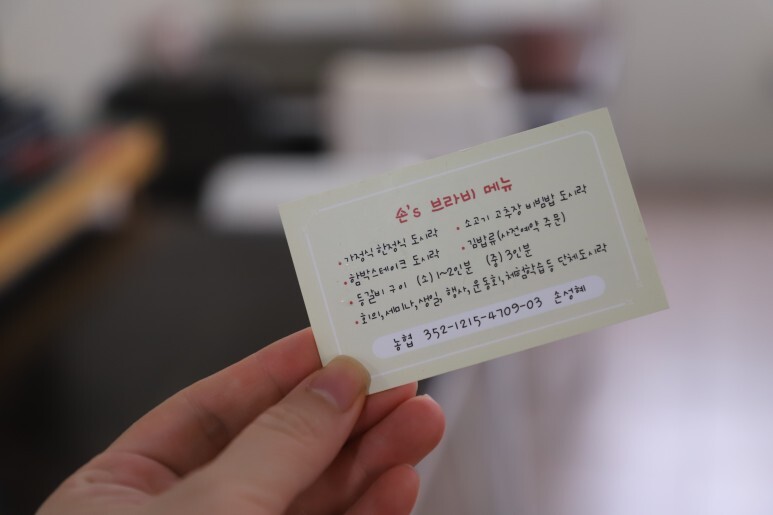 손's 브라비 메뉴
• 가정식 한정식 도시락 • 소고기 고추장 비빔밥 도시락
• 함박스테이크 도시락 • 김밥류(사전예약 주문)
• 등갈비 구이 (소)1~2인분 (중)3인분
• 회의,세미나,생일,행사,운동회,체험학습등 단체도시락
농협 352-1215-4709-03 손성혜